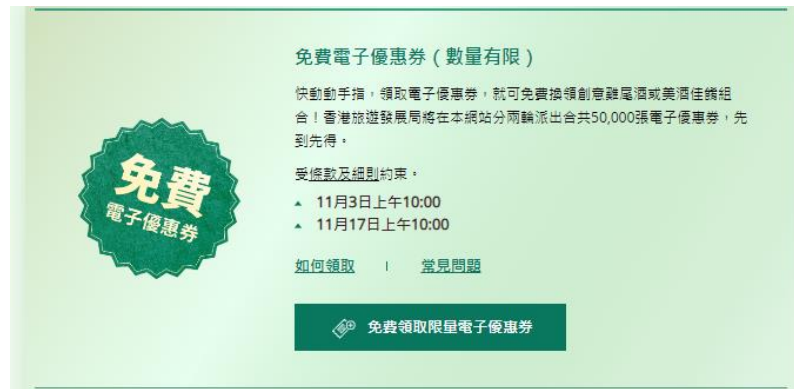 免費
電子優惠券
免費電子優惠券（數量有限）
快動動手指，領取電子優惠券，就可免費換領創意雞尾酒或美酒佳餚組
合！香港旅遊發展局將在本網站分兩輪派出合共50,000張電子優惠券，先
到先得。
受條款及細則約束。
11月3日上午10:00
11月17日上午10:00
如何領取 | 常見問題
免費領取限量電子優惠券